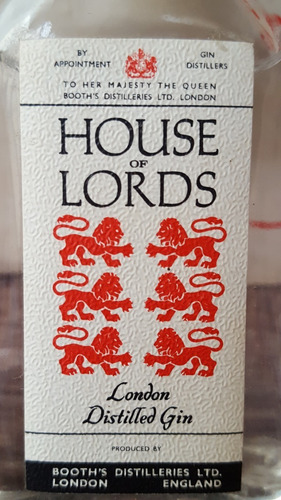 BY APPOINTMENT GIN DISTILLERS
TO HER MAJESTY THE QUEEN
BOOTH'S DISTILLERIES LTD. LONDON
HOUSE
OF
LORDS
London
Distilled Gin
PRODUCED BY
BOOTH'S DISTILLERIES LTD.
LONDON ENGLAND